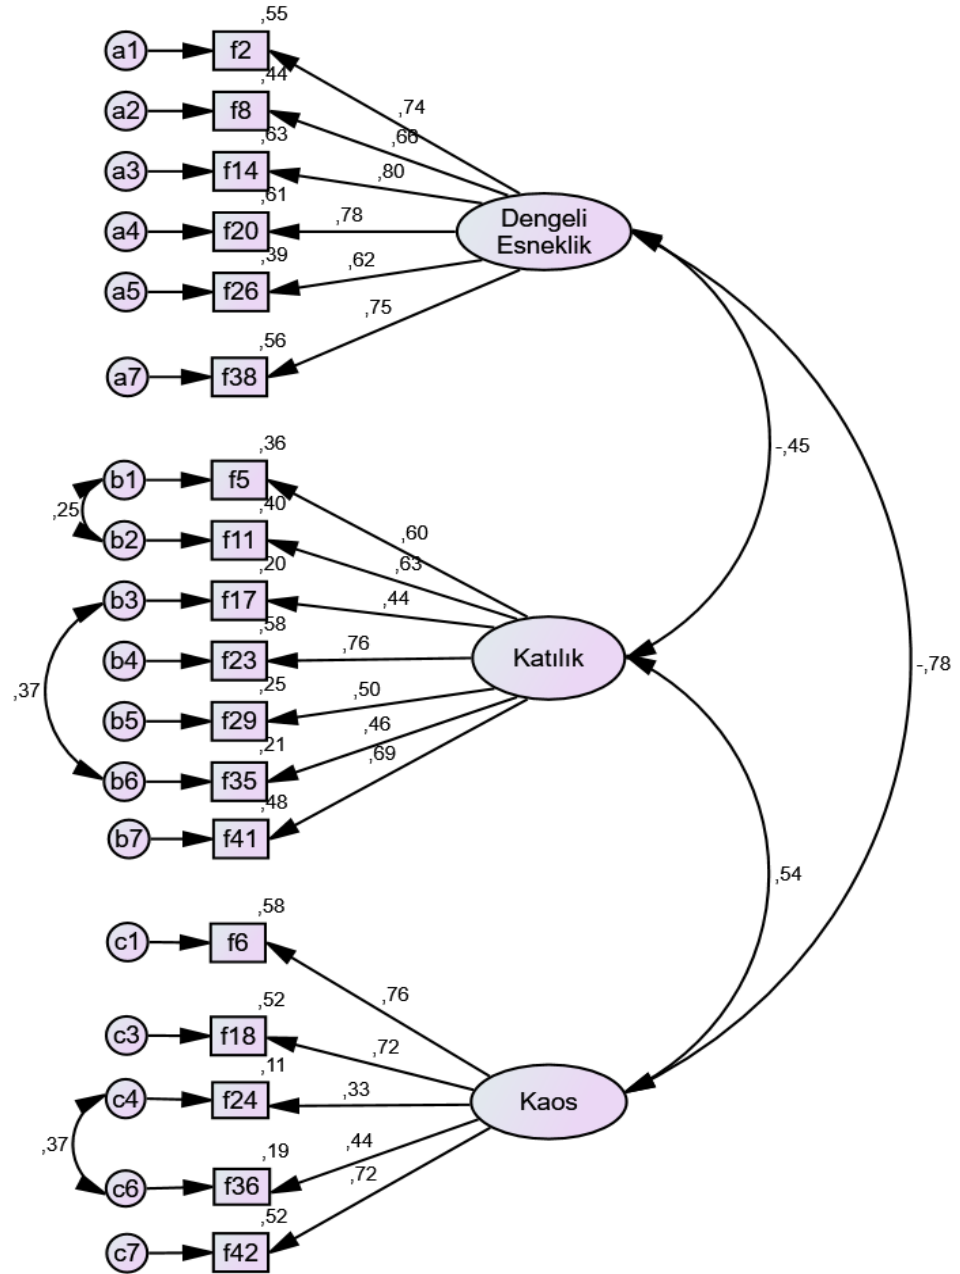 ,55
a1 f2
,74
,44
a2 f8
,66
,63
a3 f14
,80
,61
a4 f20
,78
Dengeli
Esneklik
,39
a5 f26
,62
,75
,56
a7 f38
-,45
,36
b1 f5
,25
,40
b2 f11
,60
,63
,20
b3 f17
,44
,58
b4 f23
,76
Katılık
-,78
,25
b5 f29
,50
,37
,46
,21
b6 f35
,69
,48
b7 f41
,54
,58
c1 f6
,76
,52
c3 f18
,72
,11
c4 f24
,33
Kaos
,37
,44
,19
c6 f36
,72
,52
c7 f42